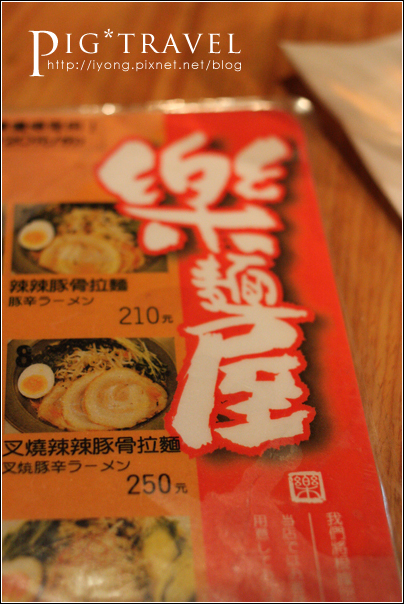 PIG*TRAVEL
http://iyong.pixnet.net/blog
樂麵屋
辣辣豚骨拉麵
豚辛ラーメン
210元
8
叉燒辣辣豚骨拉麵
叉焼豚辛ラーメン
250元
樂